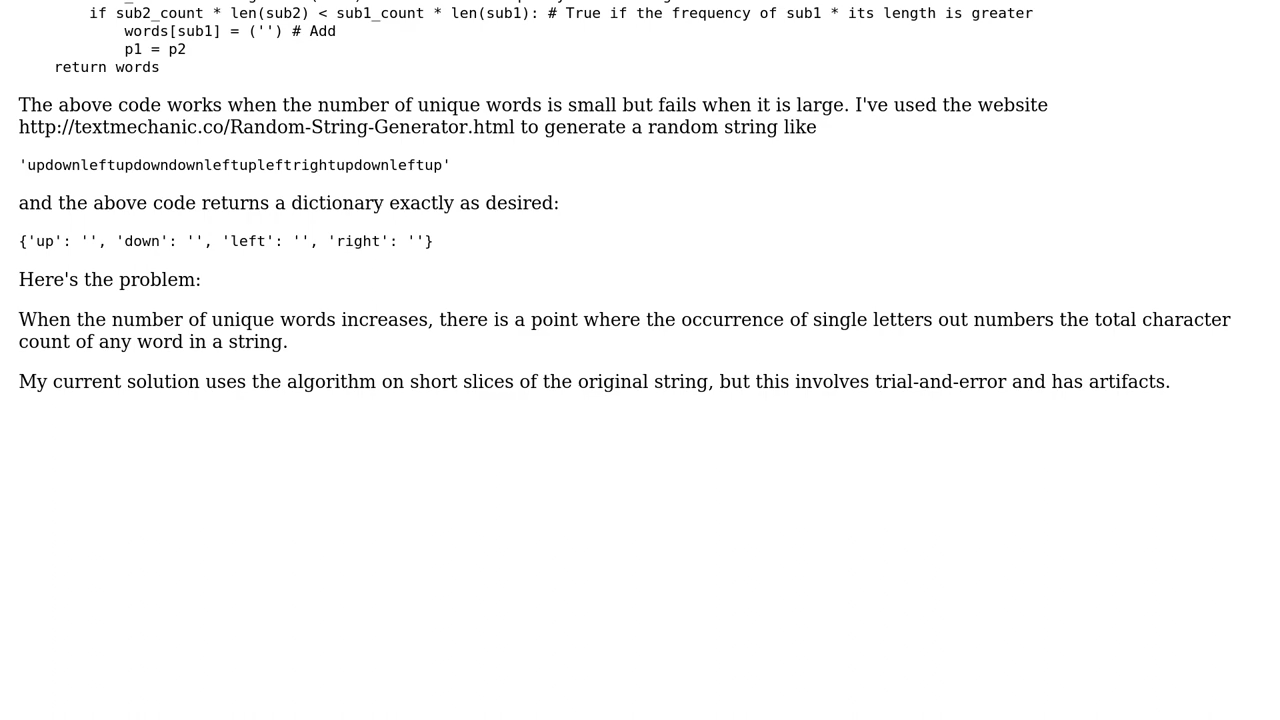 if sub2_count * len(sub2) < sub1_count * len(sub1): # True if the frequency of sub1 * its length is greater
words[sub1] = ('') # Add
p1 = p2
return words
The above code works when the number of unique words is small but fails when it is large. I've used the website
http://textmechanic.co/Random-String-Generator.html to generate a random string like
'updownleftupdowndownleftupleftrightupdownleftup'
and the above code returns a dictionary exactly as desired:
{'up': '', 'down': '', 'left': '', 'right': ''}
Here's the problem:
When the number of unique words increases, there is a point where the occurrence of single letters out numbers the total character
count of any word in a string.
My current solution uses the algorithm on short slices of the original string, but this involves trial-and-error and has artifacts.